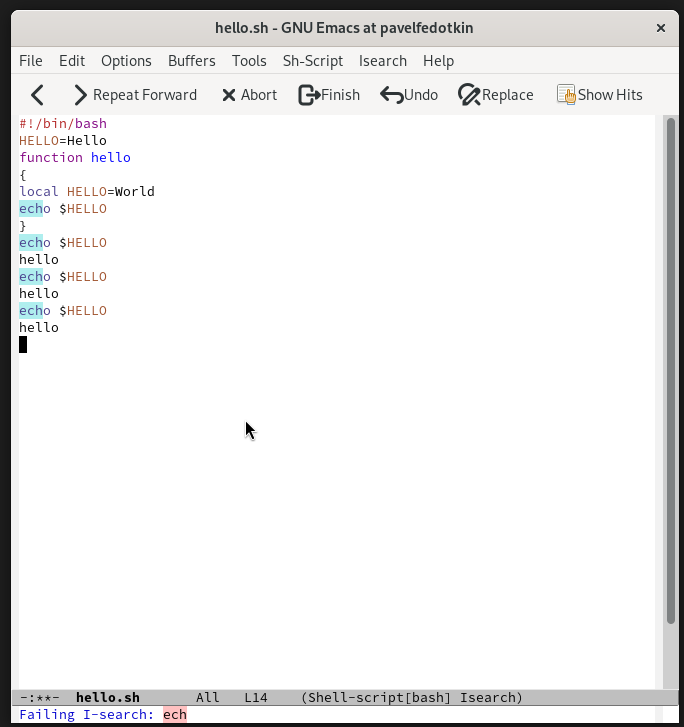 hello.sh - GNU Emacs at pavelfedotkin ×
File Edit Options Buffers Tools Sh-Script Isearch Help
Repeat Forward Abort Finish Undo Replace Show Hits
#!/bin/bash
HELLO=Hello
function hello
{
local HELLO=World
echo $HELLO
}
echo $HELLO
hello
echo $HELLO
hello
echo $HELLO
hello
-:**- hello.sh All L14 (Shell-script[bash] Isearch)
Failing I-search: ech